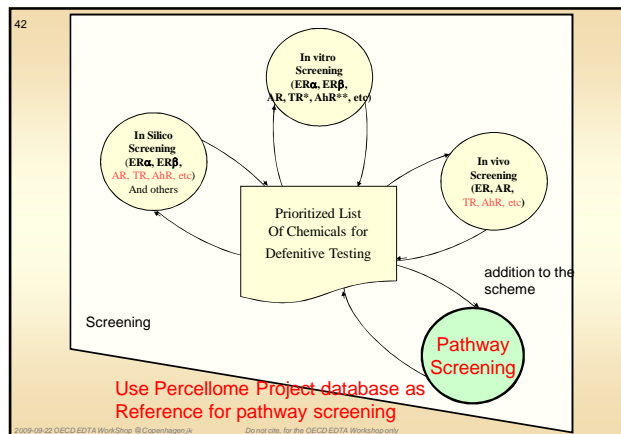 42
In vitro
Screening
(ERα, ERβ,
AR, TR*, AhR**, etc)
In Silico
Screening
(ERα, ERβ,
AR, TR, AhR, etc)
And others
In vivo
Screening
(ER, AR,
TR, AhR, etc)
Prioritized List
Of Chemicals for
Defenitive Testing
addition to the
scheme
Screening
Pathway
Screening
Use Percellome Project database as
Reference for pathway screening
2009-09-22 OECD EDTA WorkShop @Copenhagen,jk
Do not cite, for the OECD EDTA Workshop only